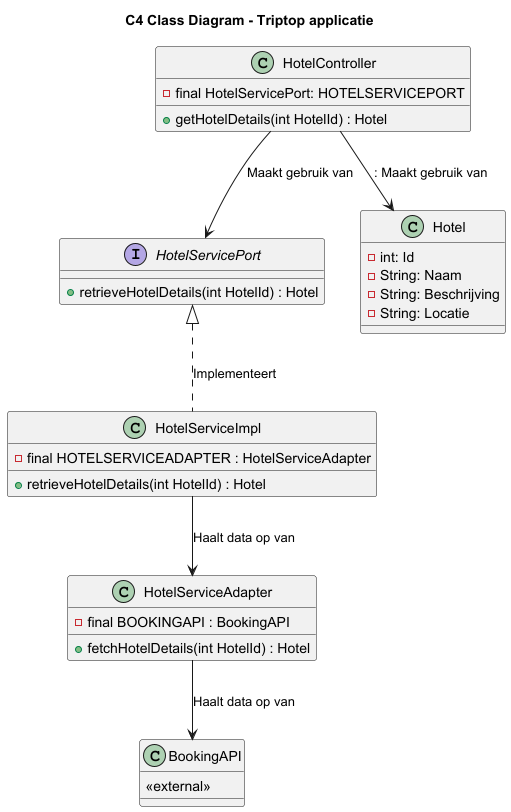 C4 Class Diagram - Triptop applicatie
C HotelController
final HotelServicePort: HOTELSERVICEPORT
getHotelDetails(int HotelId) : Hotel
Maakt gebruik van
: Maakt gebruik van
I HotelServicePort
retrieveHotelDetails(int HotelId) : Hotel
C Hotel
int: Id
String: Naam
String: Beschrijving
String: Locatie
Implementeert
C HotelServiceImpl
final HOTELSERVICEADAPTER : HotelServiceAdapter
retrieveHotelDetails(int HotelId) : Hotel
Haalt data op van
C HotelServiceAdapter
final BOOKINGAPI : BookingAPI
fetchHotelDetails(int HotelId) : Hotel
Haalt data op van
C BookingAPI
«external»